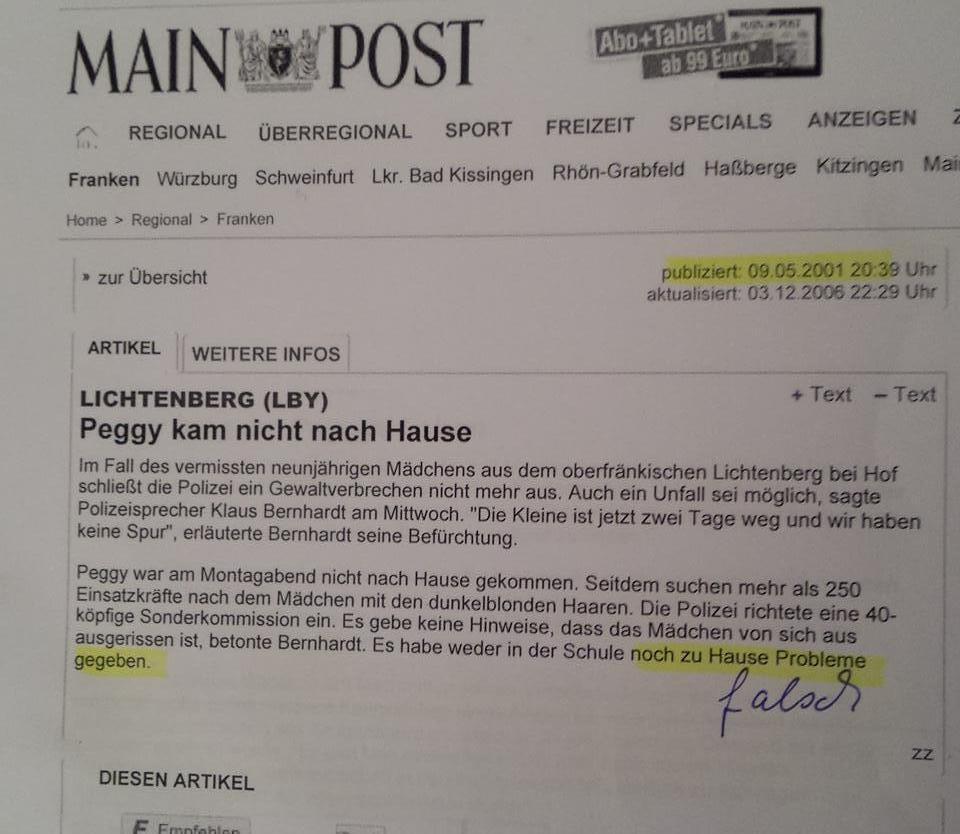 MAIN POST
Abo+Tablet
ab 99 Euro
REGIONAL ÜBERREGIONAL SPORT FREIZEIT SPECIALS ANZEIGEN
Franken Würzburg Schweinfurt Lkr. Bad Kissingen Rhön-Grabfeld Haßberge Kitzingen Mai
Home > Regional > Franken
» zur Übersicht
publiziert: 09.05.2001 20:39 Uhr
aktualisiert: 03.12.2006 22:29 Uhr
ARTIKEL WEITERE INFOS
LICHTENBERG (LBY)
+ Text – Text
Peggy kam nicht nach Hause
Im Fall des vermissten neunjährigen Mädchens aus dem oberfränkischen Lichtenberg bei Hof
schließt die Polizei ein Gewaltverbrechen nicht mehr aus. Auch ein Unfall sei möglich, sagte
Polizeisprecher Klaus Bernhardt am Mittwoch. "Die Kleine ist jetzt zwei Tage weg und wir haben
keine Spur", erläuterte Bernhardt seine Befürchtung.
Peggy war am Montagabend nicht nach Hause gekommen. Seitdem suchen mehr als 250
Einsatzkräfte nach dem Mädchen mit den dunkelblonden Haaren. Die Polizei richtete eine 40-
köpfige Sonderkommission ein. Es gebe keine Hinweise, dass das Mädchen von sich aus
ausgerissen ist, betonte Bernhardt. Es habe weder in der Schule noch zu Hause Probleme
gegeben.
falsch
zz
DIESEN ARTIKEL
Empfehlen